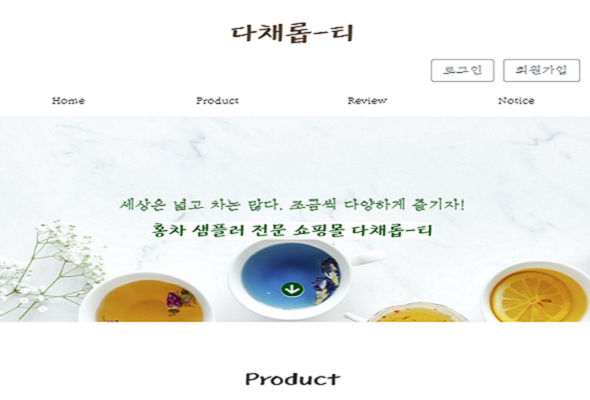 다채롭-티
로그인 회원가입
Home Product Review Notice
세상은 넓고 차는 많다. 조금씩 다양하게 즐기자!
홍차 샘플러 전문 쇼핑몰 다채롭-티
Product